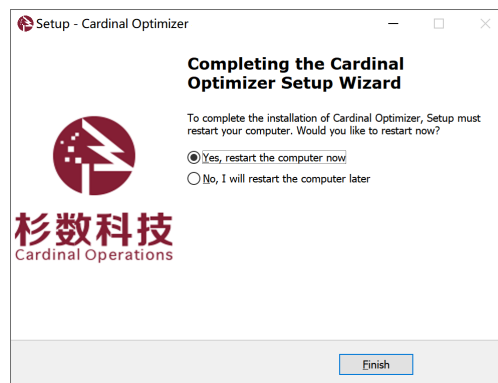 Setup - Cardinal Optimizer
Completing the Cardinal
Optimizer Setup Wizard
To complete the installation of Cardinal Optimizer, Setup must
restart your computer. Would you like to restart now?
Yes, restart the computer now
No, I will restart the computer later
杉数科技
Cardinal Operations
Finish